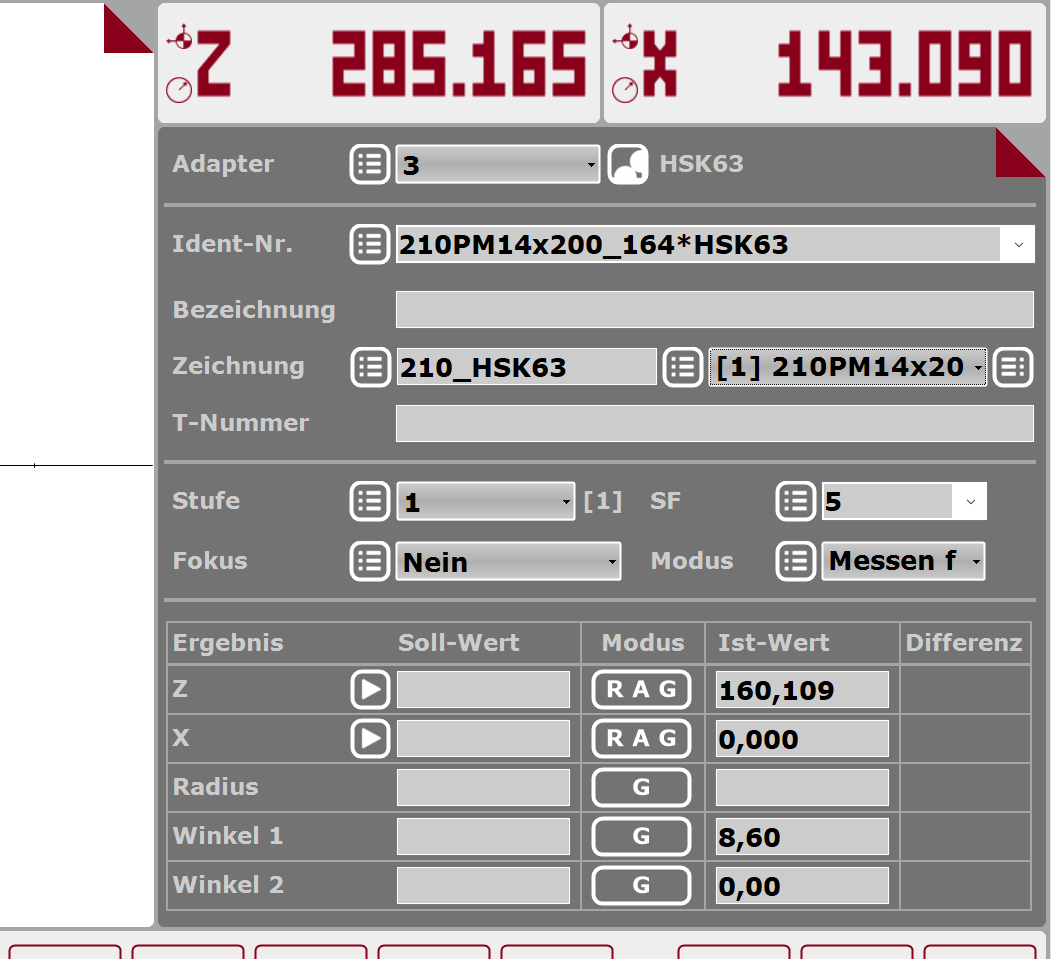 Z 285.165 X 143.090
Adapter 3 HSK63
Ident-Nr. 210PM14x200_164*HSK63
Bezeichnung
Zeichnung 210_HSK63 [1] 210PM14x20
T-Nummer
Stufe 1 [1] SF 5
Fokus Nein Modus Messen f
Ergebnis Soll-Wert Modus Ist-Wert Differenz
Z R A G 160,109
X R A G 0,000
Radius G
Winkel 1 G 8,60
Winkel 2 G 0,00